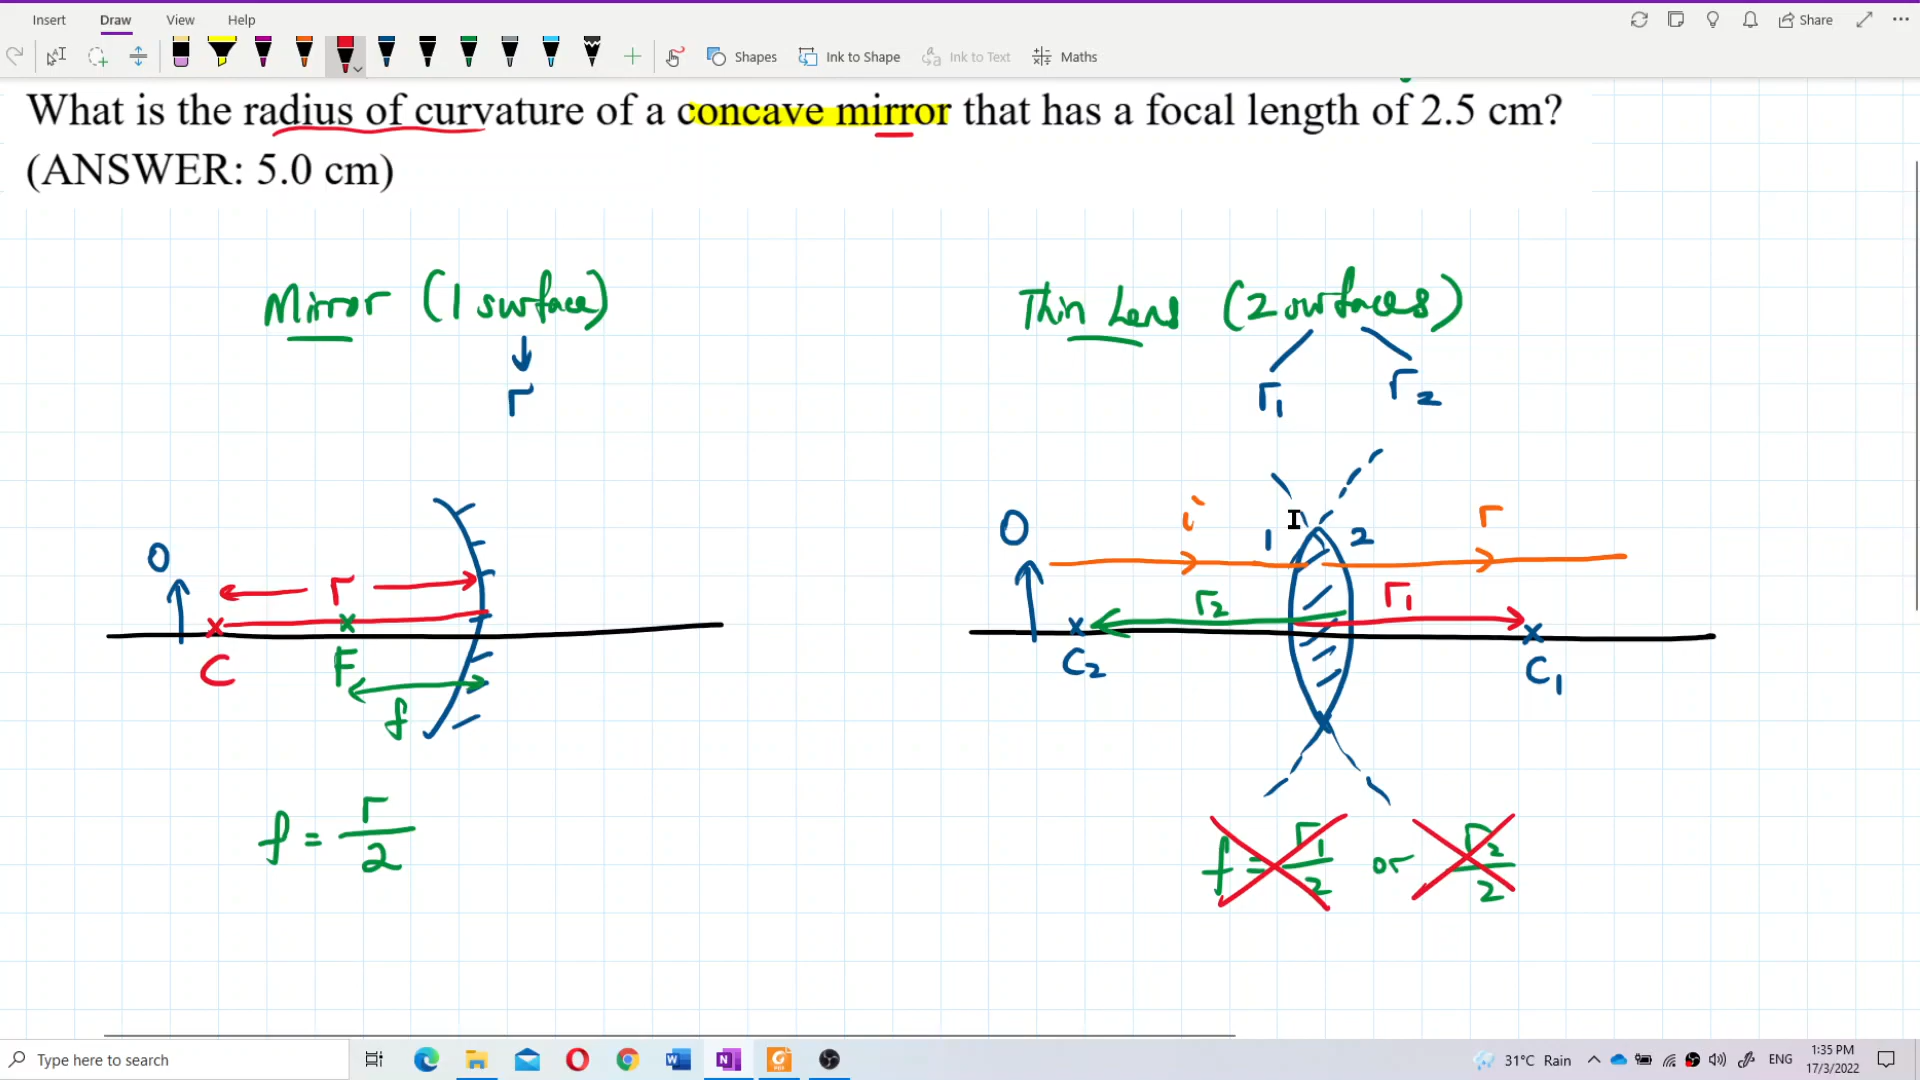 Insert Draw View Help Share
Shapes Ink to Shape Ink to Text Maths
What is the radius of curvature of a concave mirror that has a focal length of 2.5 cm?
(ANSWER: 5.0 cm)
Mirror (1 surface)
r
Thin Lens (2 surfaces)
r1 r2
O r
C F
f
f = r/2
O i 1 2 r
r2 r1
C2 C1
f = r1/2 or r2/2
Type here to search
31°C Rain ENG 1:35 PM
17/3/2022